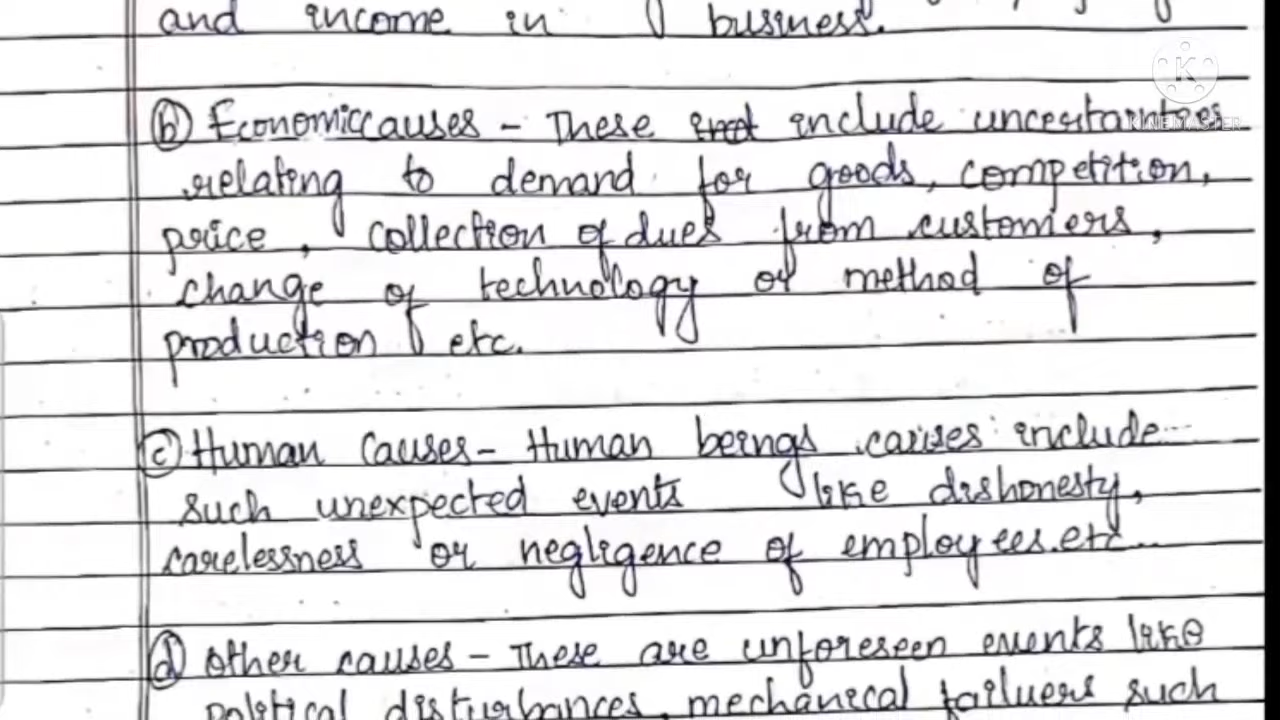 and income in business.
ⓑ Economic causes - These include uncertainties
relating to demand for goods, competition,
price, collection of dues from customers,
change of technology or method of
production etc.
ⓒ Human causes - Human beings causes include
such unexpected events like dishonesty,
carelessness or negligence of employees.etc
ⓓ Other causes - These are unforeseen events like
political disturbances, mechanical failuers such
KINEMASTER